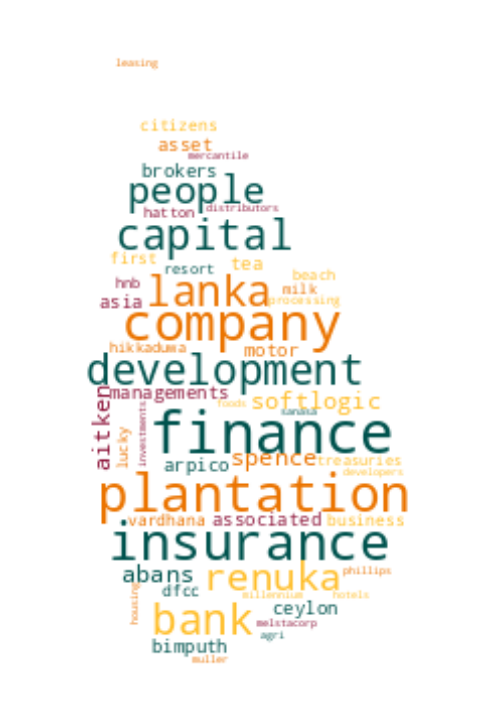 leasing
citizens
asset
mercantile
brokers
people
hatton distributors
capital
first
resort tea
hnb beach
lanka milk
asia processing
company
hikkaduwa motor
development
managements
aitken
investments foods softlogic
sanasa
lucky
finance
arpico spence treasuries
developers
plantation
vardhana associated business
insurance
abans renuka phillips
dfcc millennium hotels
housing
bank ceylon
melstacorp
agri
bimputh
muller